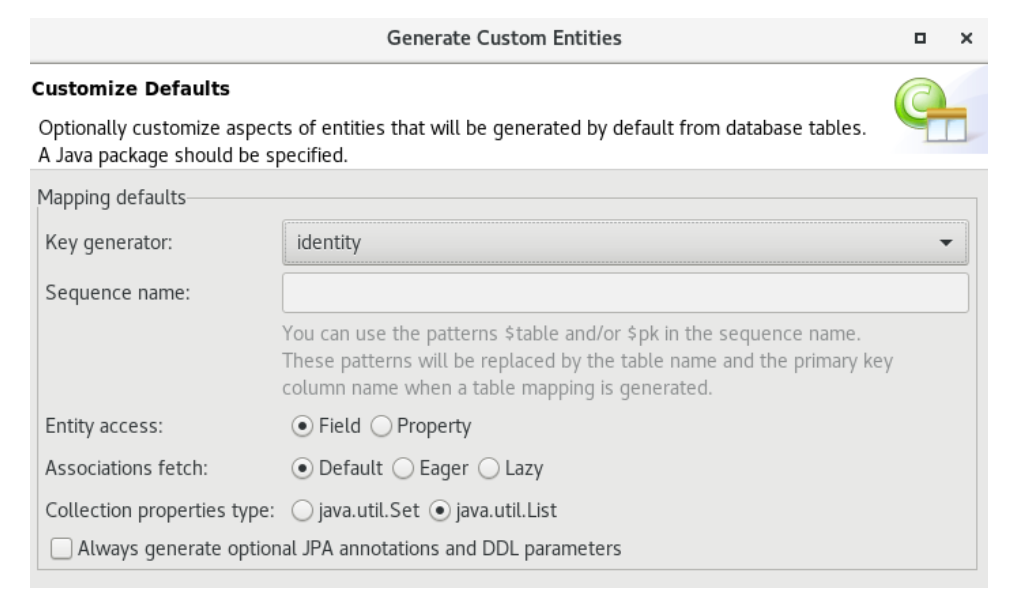 Generate Custom Entities
Customize Defaults
Optionally customize aspects of entities that will be generated by default from database tables.
A Java package should be specified.
Mapping defaults
Key generator: identity
Sequence name:
You can use the patterns $table and/or $pk in the sequence name.
These patterns will be replaced by the table name and the primary key
column name when a table mapping is generated.
Entity access: Field Property
Associations fetch: Default Eager Lazy
Collection properties type: java.util.Set java.util.List
Always generate optional JPA annotations and DDL parameters